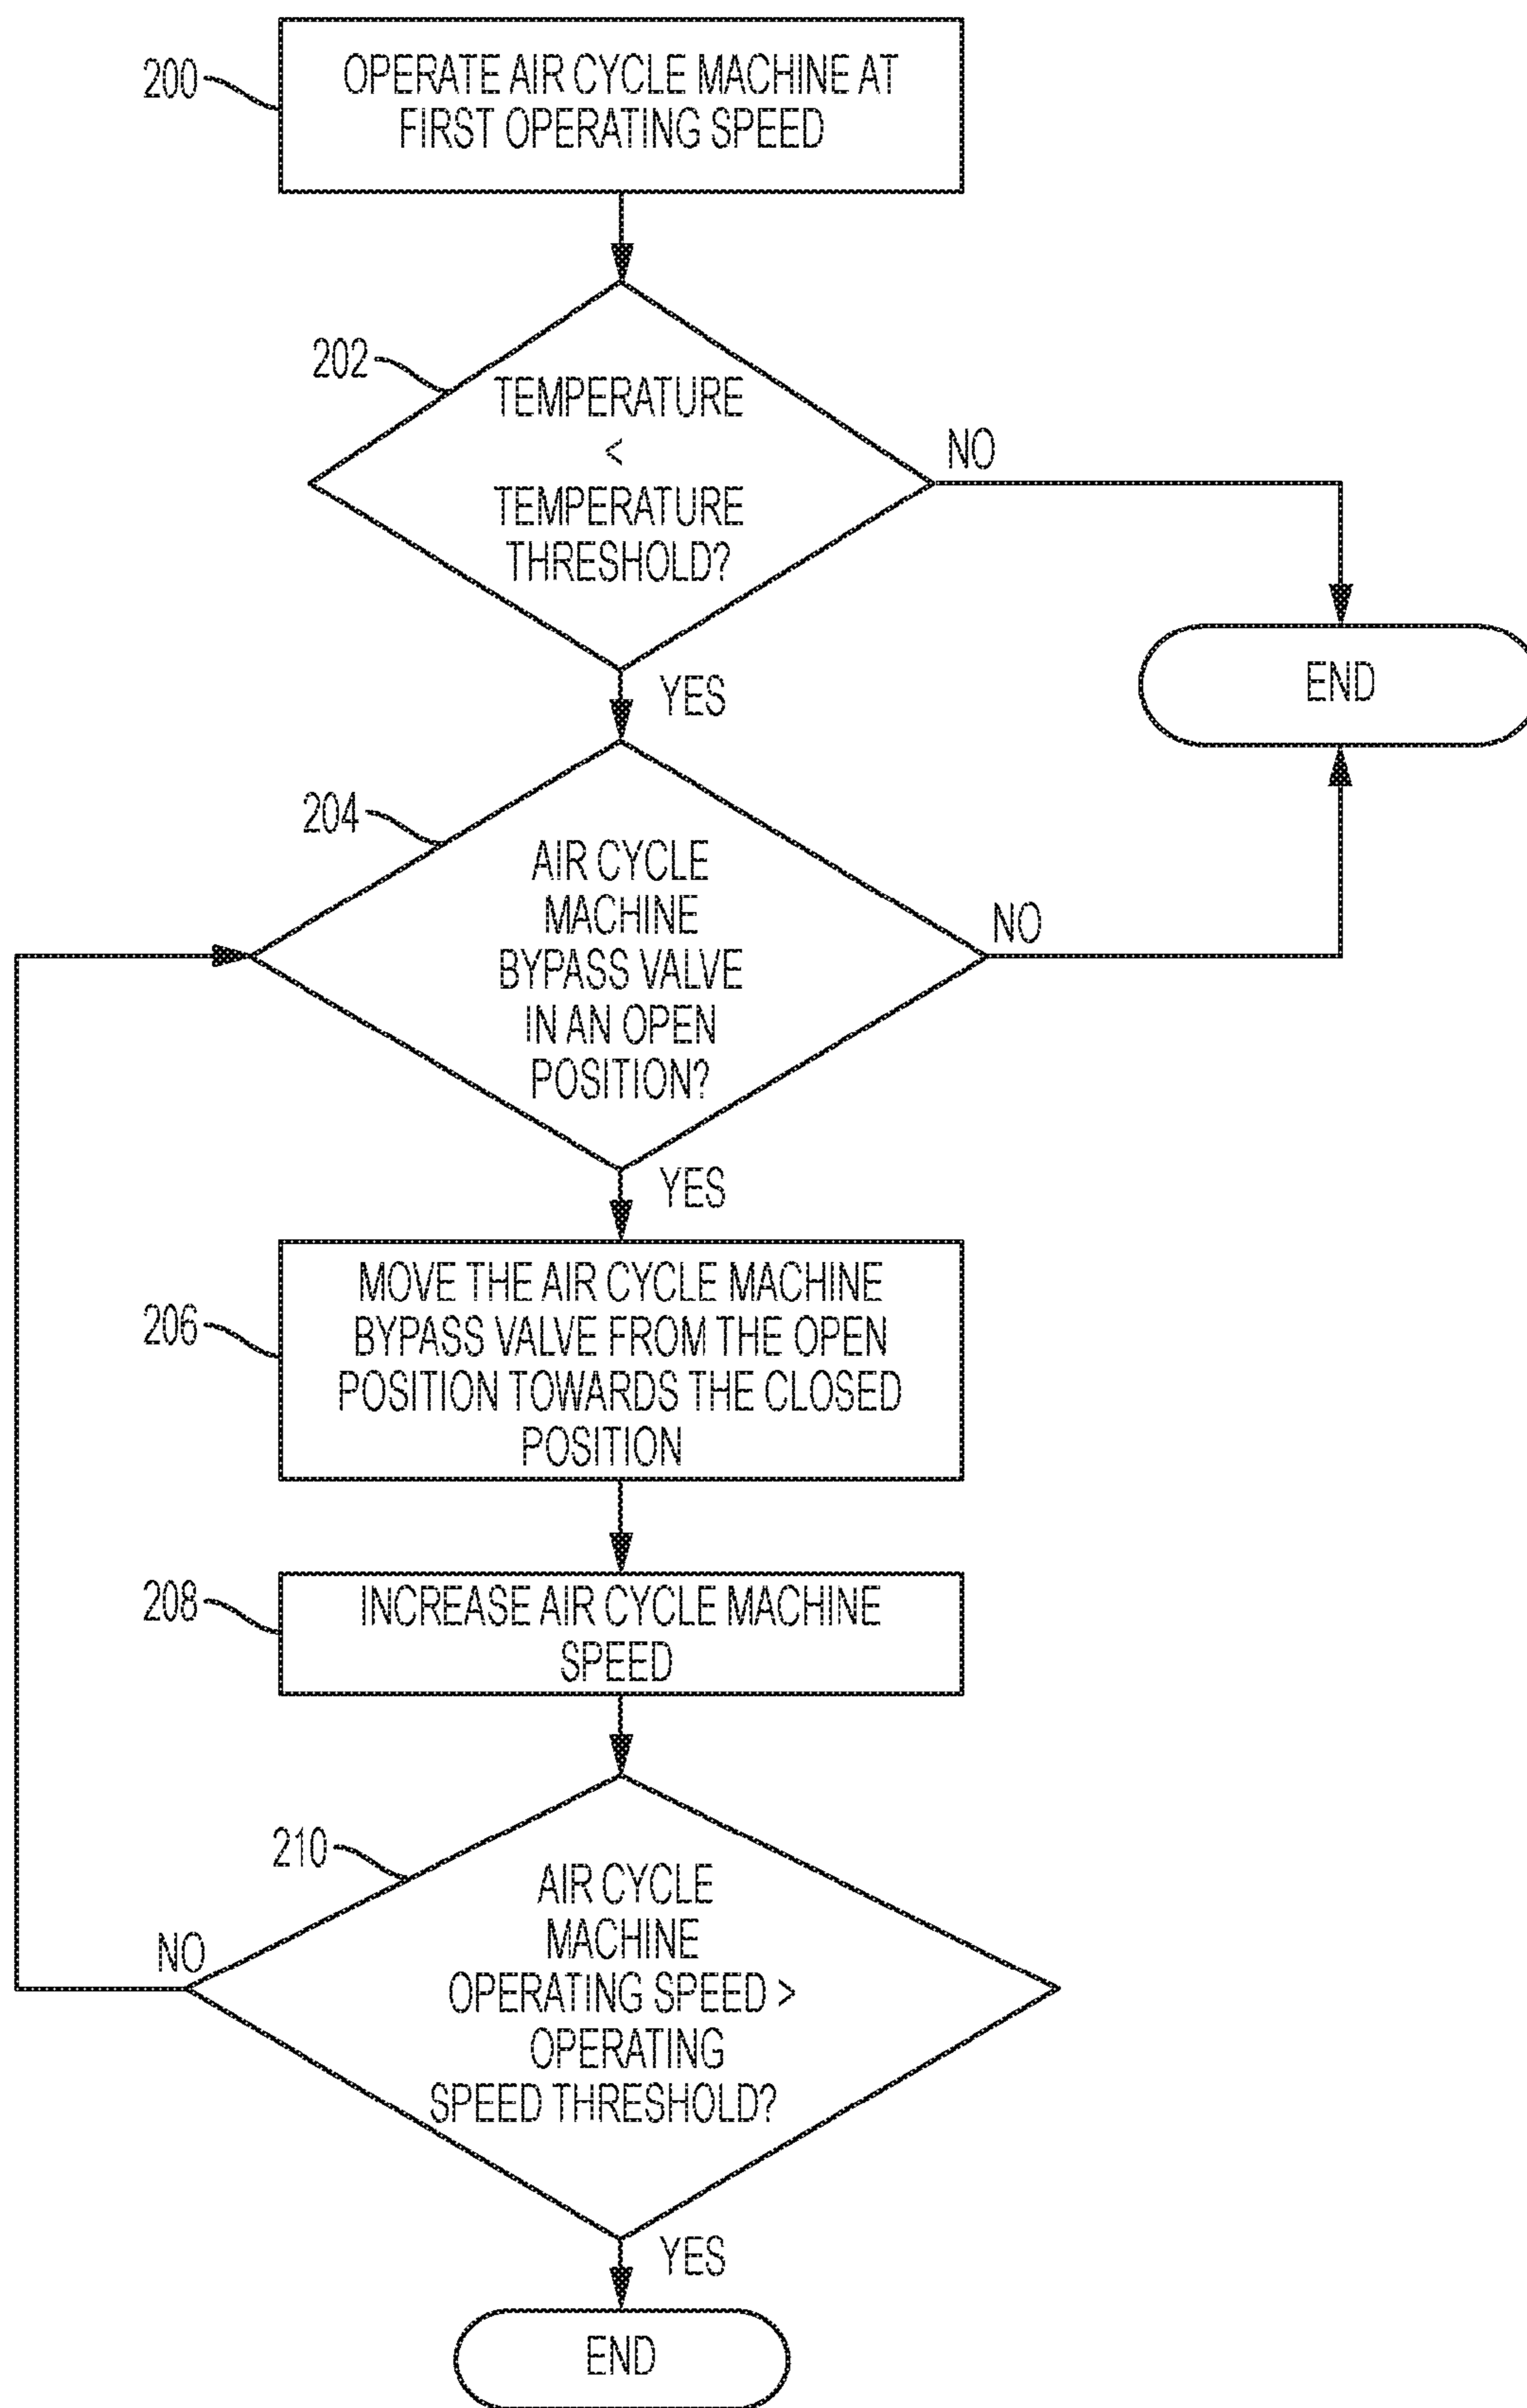 200
OPERATE AIR CYCLE MACHINE AT
FIRST OPERATING SPEED
202
TEMPERATURE
<
TEMPERATURE
THRESHOLD?
NO
YES
END
204
AIR CYCLE
MACHINE
BYPASS VALVE
IN AN OPEN
POSITION?
NO
YES
206
MOVE THE AIR CYCLE MACHINE
BYPASS VALVE FROM THE OPEN
POSITION TOWARDS THE CLOSED
POSITION
208
INCREASE AIR CYCLE MACHINE
SPEED
210
AIR CYCLE
MACHINE
OPERATING SPEED >
OPERATING
SPEED THRESHOLD?
NO
YES
END